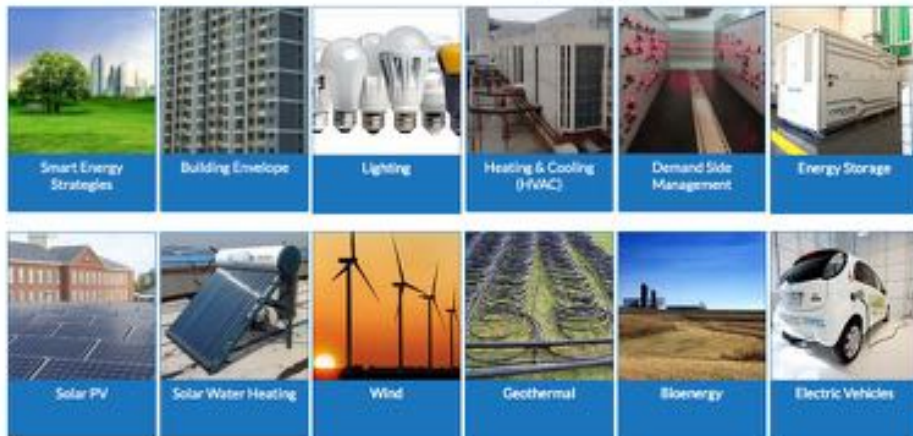 Smart Energy
Strategies
Building Envelope
Lighting
Heating & Cooling
(HVAC)
Demand Side
Management
Energy Storage
Solar PV
Solar Water Heating
Wind
Geothermal
Bioenergy
Electric Vehicles